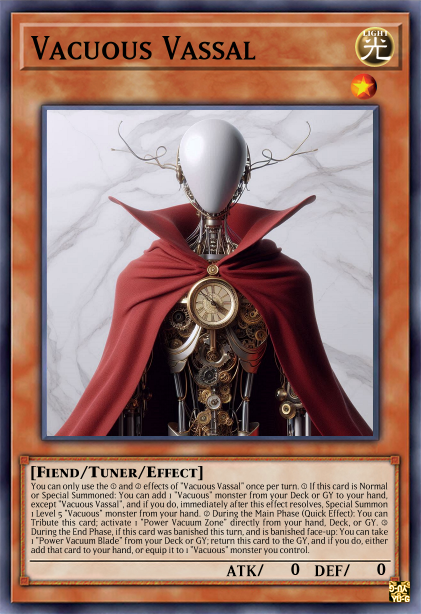 Vacuous Vassal
LIGHT
光
[Fiend/Tuner/Effect]
You can only use the ① and ② effects of "Vacuous Vassal" once per turn. ① If this card is Normal
or Special Summoned: You can add 1 "Vacuous" monster from your Deck or GY to your hand,
except "Vacuous Vassal", and if you do, immediately after this effect resolves, Special Summon
1 Level 5 "Vacuous" monster from your hand. ② During the Main Phase (Quick Effect): You can
Tribute this card; activate 1 "Power Vacuum Zone" directly from your hand, Deck, or GY. ③
During the End Phase, if this card was banished this turn, and is banished face-up: You can take
1 "Power Vacuum Blade" from your Deck or GY; return this card to the GY, and if you do, either
add that card to your hand, or equip it to 1 "Vacuous" monster you control.
ATK/ 0 DEF/ 0